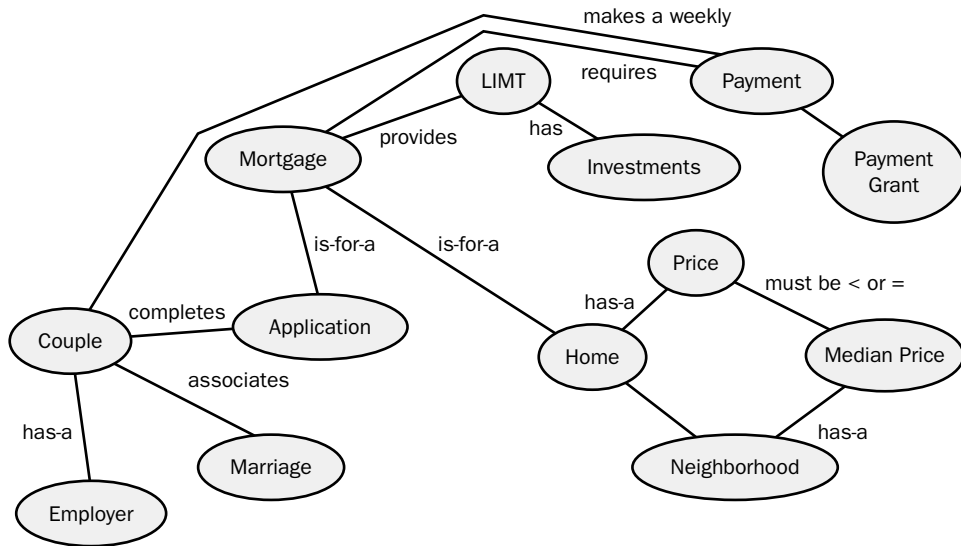 makes a weekly
LIMT
requires
Payment
provides
has
Mortgage
Investments
Payment
Grant
is-for-a
is-for-a
Price
has-a
must be < or =
completes
Application
Couple
Home
Median Price
associates
has-a
has-a
Marriage
Neighborhood
Employer